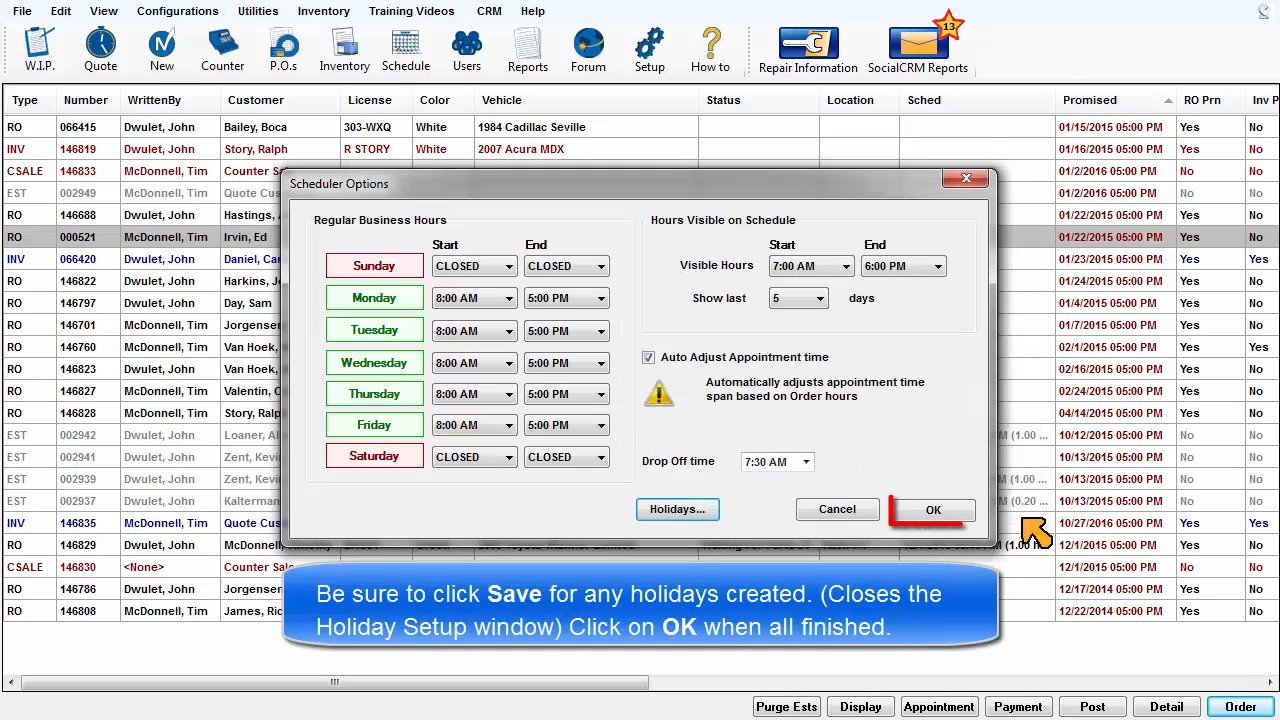 File Edit View Configurations Utilities Inventory Training Videos CRM Help
13
W.I.P. Quote New Counter P.O.s Inventory Schedule Users Reports Forum Setup How to Repair Information SocialCRM Reports
Type Number WrittenBy Customer License Color Vehicle Status Location Sched Promised RO Prn Inv P
RO 066415 Dwulet, John Bailey, Boca 303-WXQ White 1984 Cadillac Seville 01/15/2015 05:00 PM Yes No
INV 146819 Dwulet, John Story, Ralph R STORY White 2007 Acura MDX 01/16/2015 05:00 PM Yes No
CSALE 146833 McDonnell, Tim Counter Sa 01/2/2016 05:00 PM Yes No
EST 002949 Dwulet, John Quote Cus 01/2/2016 05:00 PM No No
RO 146688 Dwulet, John Hastings, 01/22/2015 05:00 PM Yes No
RO 000521 McDonnell, Tim Irvin, Ed 01/22/2015 05:00 PM Yes No
INV 066420 Dwulet, John Daniel, Ca 01/23/2015 05:00 PM Yes Yes
RO 146822 Dwulet, John Harkins, J 01/24/2015 05:00 PM Yes No
RO 146797 Dwulet, John Day, Sam 01/4/2015 05:00 PM Yes No
RO 146701 McDonnell, Tim Jorgensen 01/7/2015 05:00 PM Yes No
RO 146760 McDonnell, Tim Van Hoek, 02/1/2015 05:00 PM Yes Yes
RO 146823 Dwulet, John Van Hoek, 02/16/2015 05:00 PM Yes No
RO 146827 McDonnell, Tim Valentin, C 02/24/2015 05:00 PM Yes No
RO 146828 McDonnell, Tim Story, Ralp 04/14/2015 05:00 PM Yes No
EST 002942 Dwulet, John Loaner, Al M (1.00 ... 10/12/2015 05:00 PM No No
EST 002941 Dwulet, John Zent, Kevin 10/13/2015 05:00 PM No No
EST 002939 Dwulet, John Zent, Kevin M (1.00 ... 10/13/2015 05:00 PM No No
EST 002937 Dwulet, John Kalterman M (0.20 ... 10/13/2015 05:00 PM No No
INV 146835 McDonnell, Tim Quote Cus 10/27/2016 05:00 PM Yes Yes
RO 146829 McDonnell, Tim 12/1/2015 05:00 PM Yes No
CSALE 146830 <None> Counter Sa 12/1/2015 05:00 PM No No
RO 146786 Dwulet, John Jorgensen 12/17/2014 05:00 PM Yes No
RO 146808 McDonnell, Tim James, Ric 12/22/2014 05:00 PM Yes No
Scheduler Options
Regular Business Hours
Start End
Sunday CLOSED CLOSED
Monday 8:00 AM 5:00 PM
Tuesday 8:00 AM 5:00 PM
Wednesday 8:00 AM 5:00 PM
Thursday 8:00 AM 5:00 PM
Friday 8:00 AM 5:00 PM
Saturday CLOSED CLOSED
Hours Visible on Schedule
Start End
Visible Hours 7:00 AM 6:00 PM
Show last 5 days
Auto Adjust Appointment time
Automatically adjusts appointment time
span based on Order hours
Drop Off time 7:30 AM
Holidays... Cancel OK
Be sure to click Save for any holidays created. (Closes the
Holiday Setup window) Click on OK when all finished.
Purge Ests Display Appointment Payment Post Detail Order